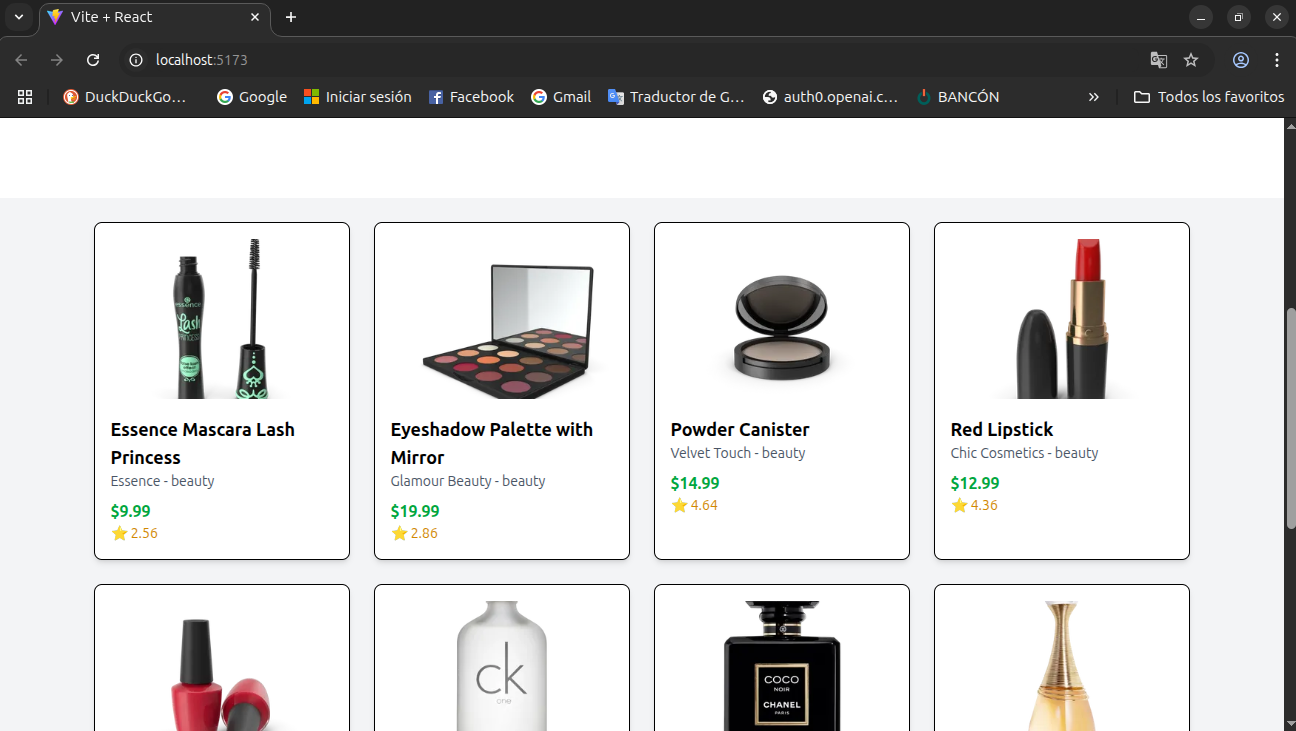 Vite + React
localhost:5173
DuckDuckGo...
Google
Iniciar sesión
Facebook
Gmail
Traductor de G...
auth0.openai.c...
BANCÓN
Todos los favoritos
essence
Lash
PRINCESS
Essence Mascara Lash
Princess
Essence - beauty
$9.99
⭐ 2.56
Eyeshadow Palette with
Mirror
Glamour Beauty - beauty
$19.99
⭐ 2.86
Powder Canister
Velvet Touch - beauty
$14.99
⭐ 4.64
Red Lipstick
Chic Cosmetics - beauty
$12.99
⭐ 4.36
ck
one
COCO
NOIR
CHANEL
PARIS